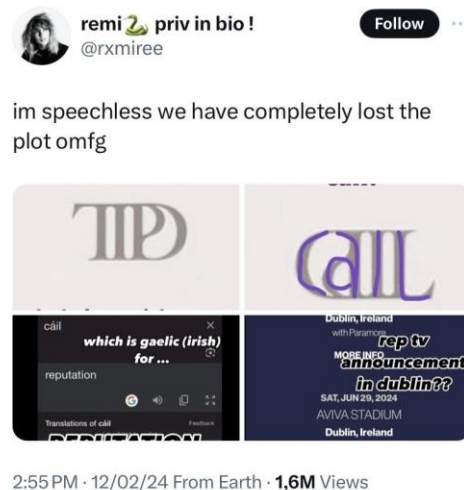 remi🐍 priv in bio !
Follow
@rxmiree
im speechless we have completely lost the
plot omfg
TTPD
cáil
which is gaelic (irish)
for ...
reputation
Translations of cáil
Feedback
REPUTATION
CáIL
Dublin, Ireland
with Paramore
rep tv
MORE INFO
announcement
in dublin??
SAT, JUN 29, 2024
AVIVA STADIUM
Dublin, Ireland
2:55 PM · 12/02/24 From Earth · 1,6M Views